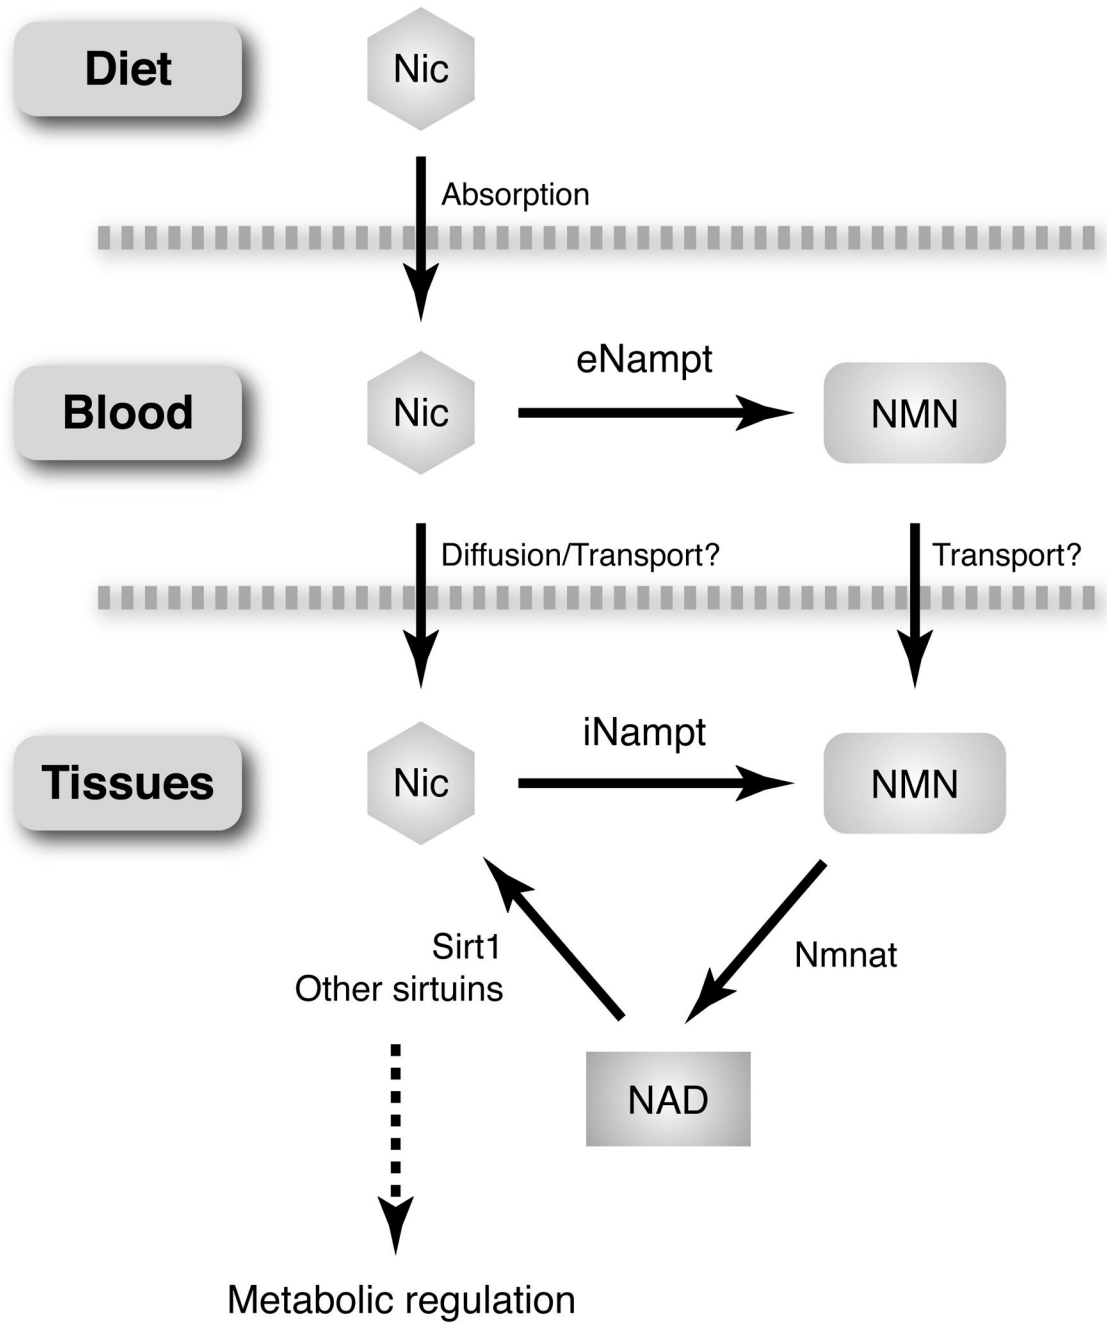 Diet
Nic
Absorption
Blood
Nic
eNampt
NMN
Diffusion/Transport?
Transport?
Tissues
Nic
iNampt
NMN
Sirt1
Other sirtuins
Nmnat
NAD
Metabolic regulation